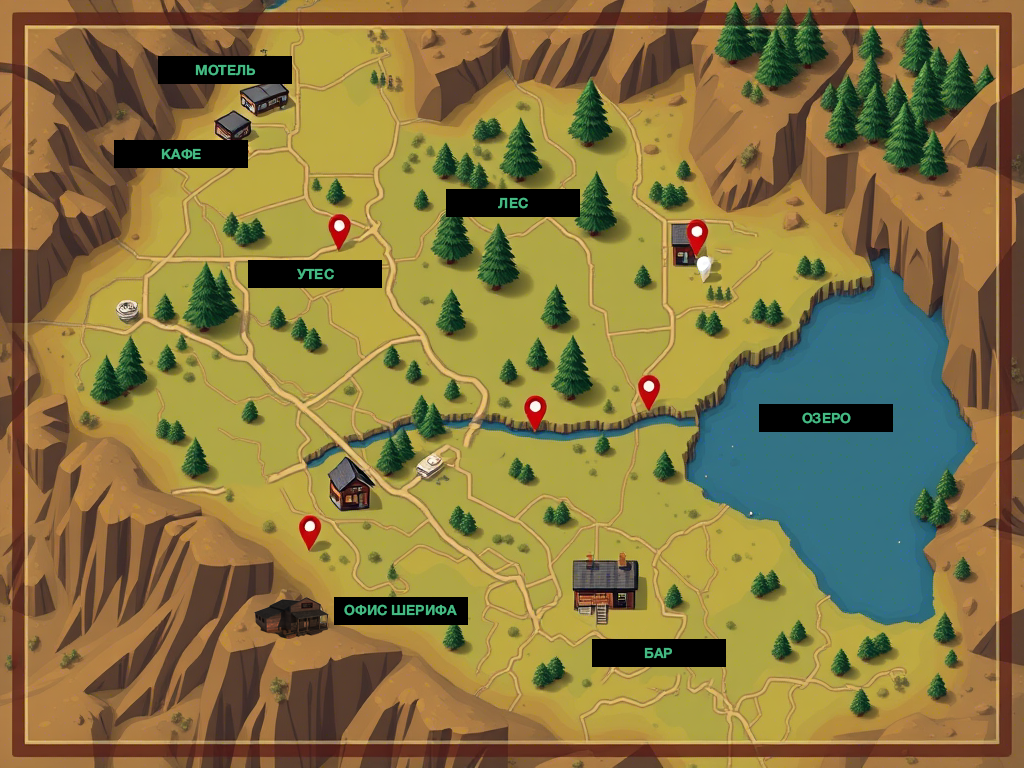 МОТЕЛЬ
КАФЕ
ЛЕС
УТЕС
ОЗЕРО
ОФИС ШЕРИФА
БАР